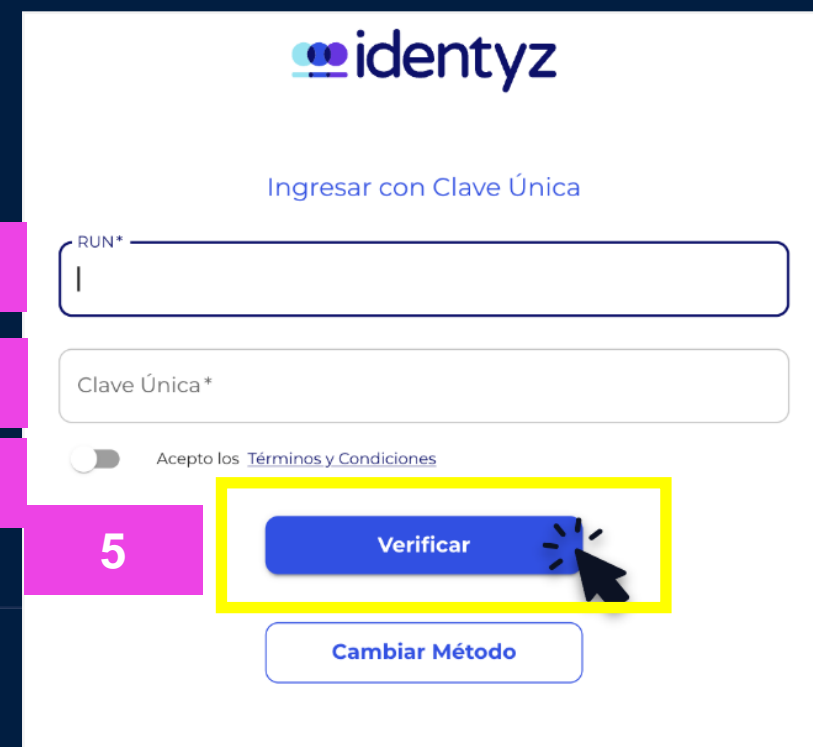 identyz
Ingresar con Clave Única
RUN*
Clave Única*
Acepto los Términos y Condiciones
5
Verificar
Cambiar Método